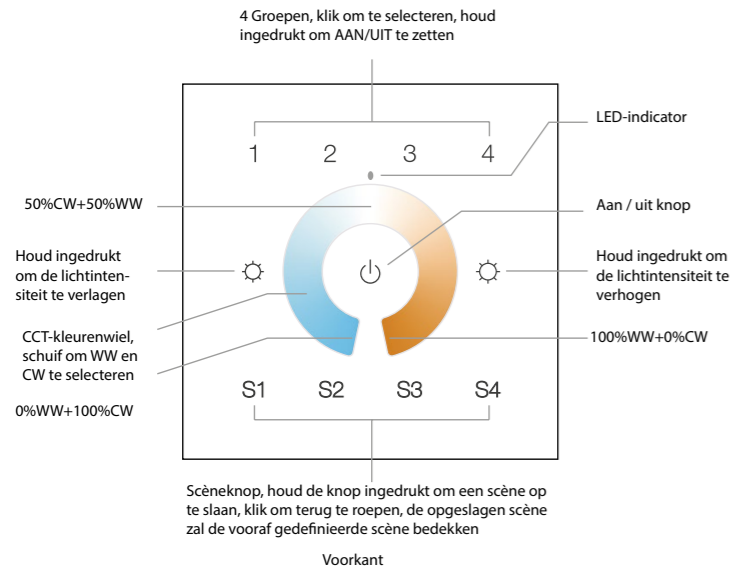 4 Groepen, klik om te selecteren, houd
ingedrukt om AAN/UIT te zetten
LED-indicator
1 2 3 4
50%CW+50%WW
Aan / uit knop
Houd ingedrukt
om de lichtinten-
siteit te verlagen
Houd ingedrukt om
de lichtintensiteit te
verhogen
CCT-kleurenwiel,
schuif om WW en
CW te selecteren
100%WW+0%CW
0%WW+100%CW
S1 S2 S3 S4
Scèneknop, houd de knop ingedrukt om een scène op
te slaan, klik om terug te roepen, de opgeslagen scène
zal de vooraf gedefinieerde scène bedekken
Voorkant